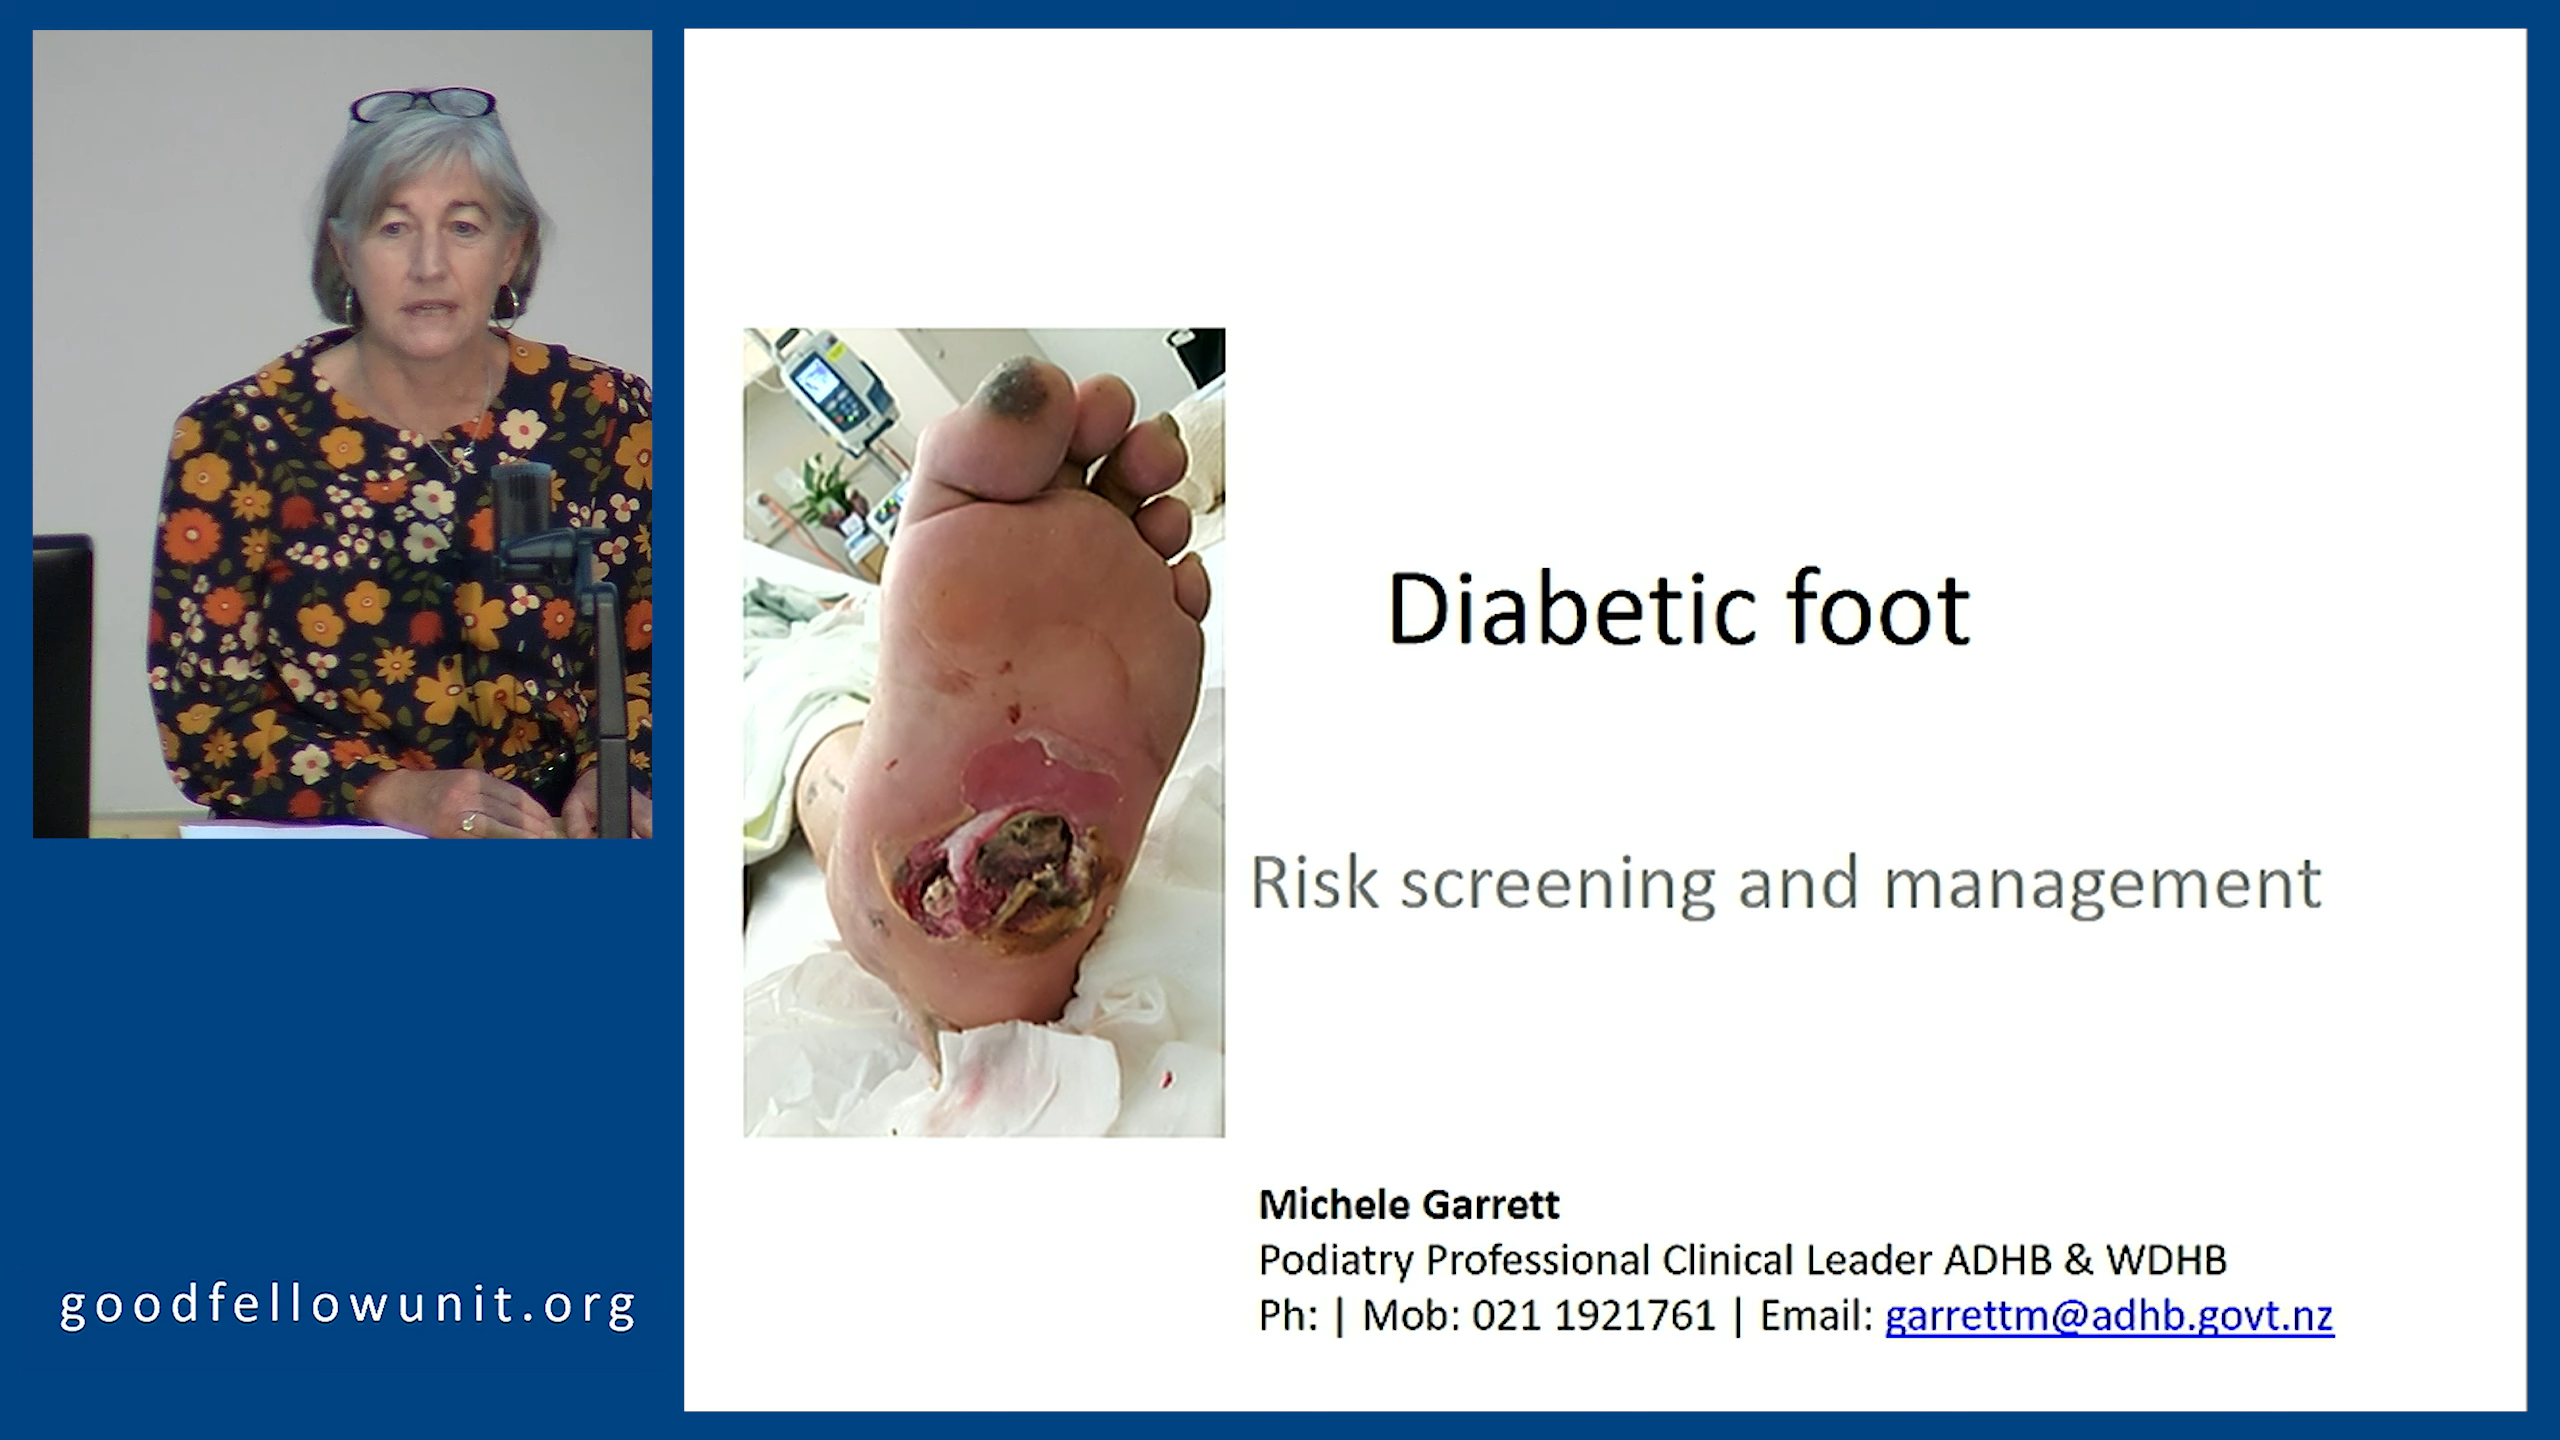 Diabetic foot
Risk screening and management
Michele Garrett
Podiatry Professional Clinical Leader ADHB & WDHB
Ph: | Mob: 021 1921761 | Email: garrettm@adhb.govt.nz
goodfellowunit.org